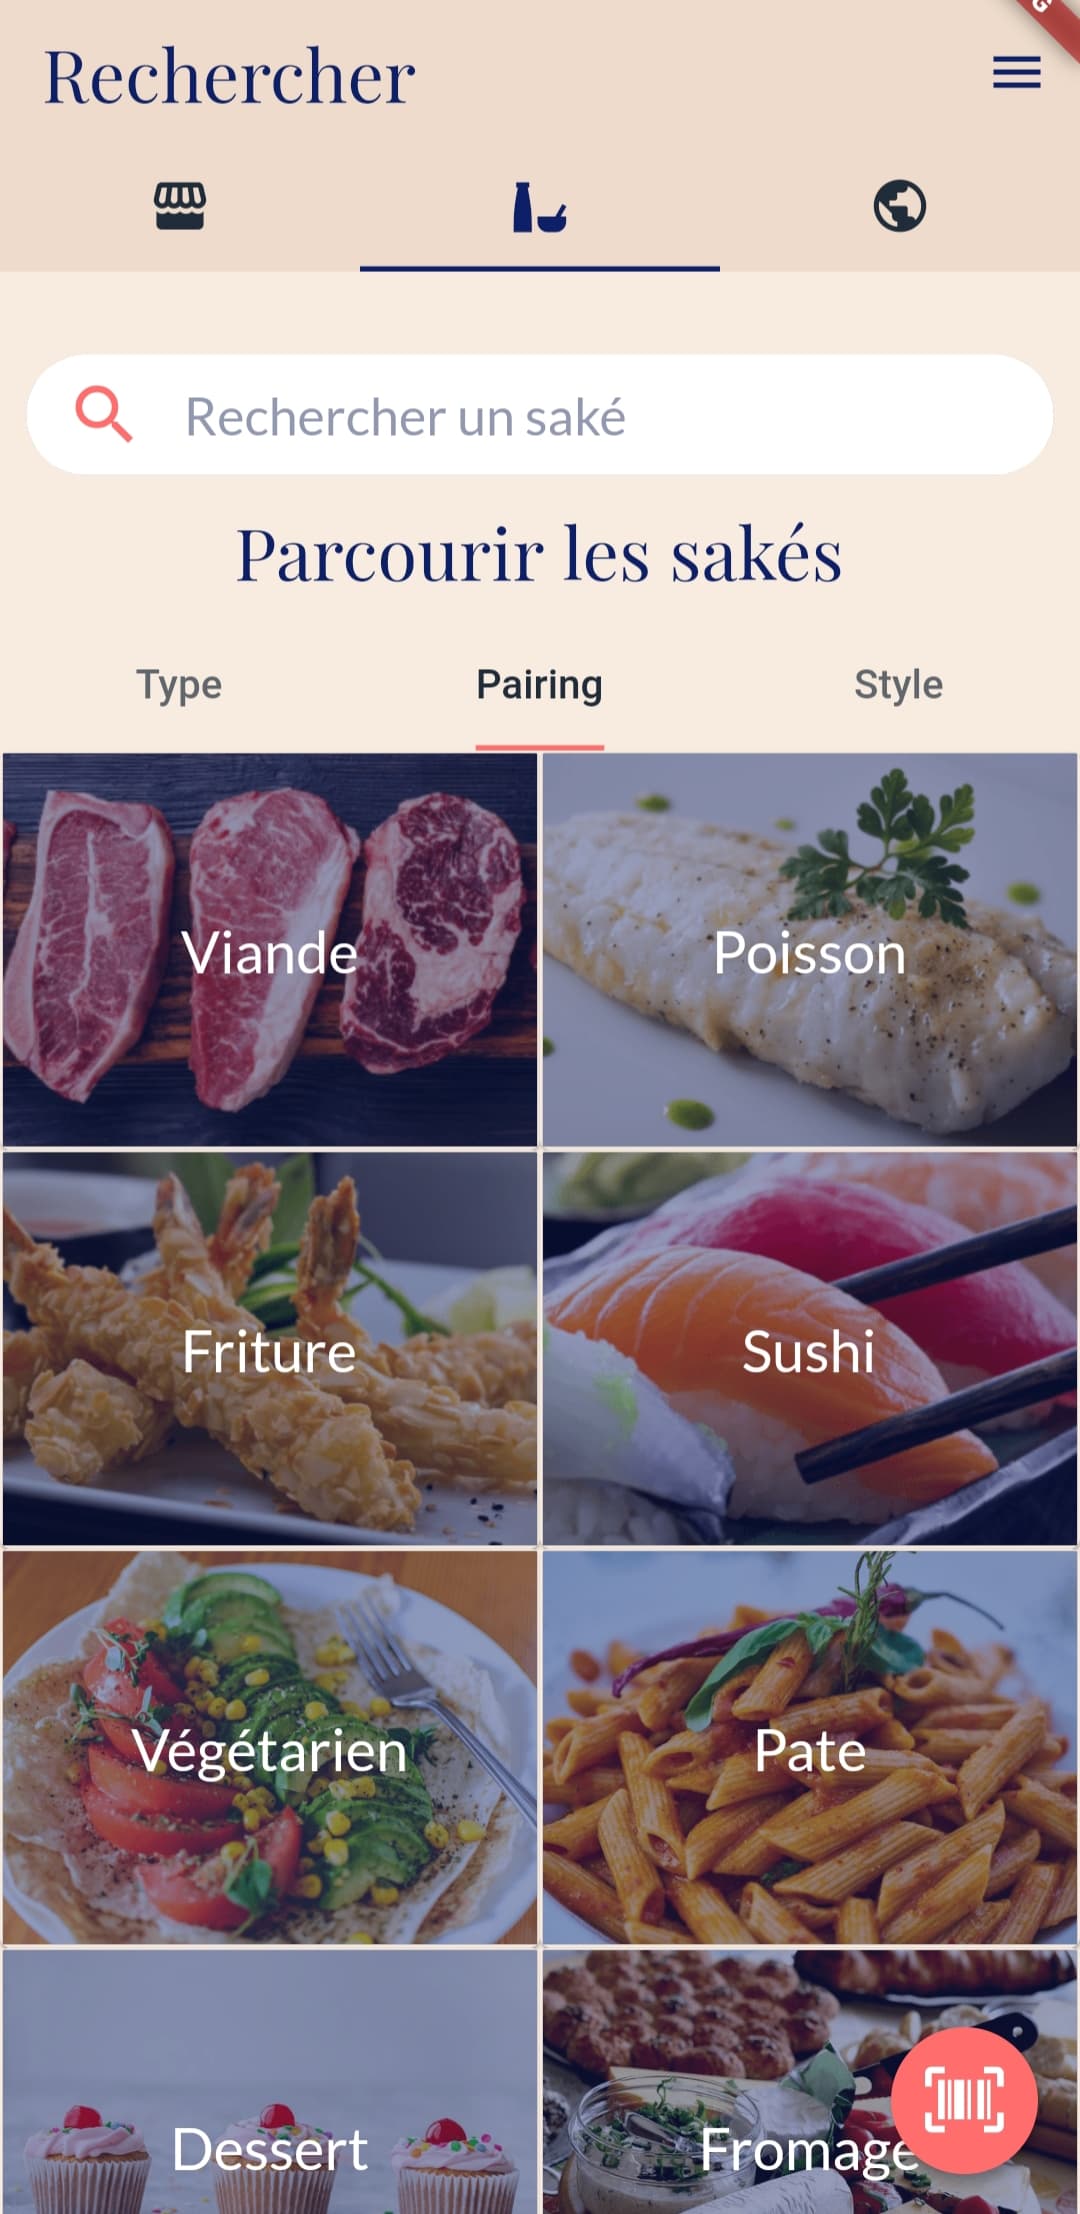 Rechercher
Rechercher un saké
Parcourir les sakés
Type Pairing Style
Viande Poisson
Friture Sushi
Végétarien Pate
Dessert Fromage